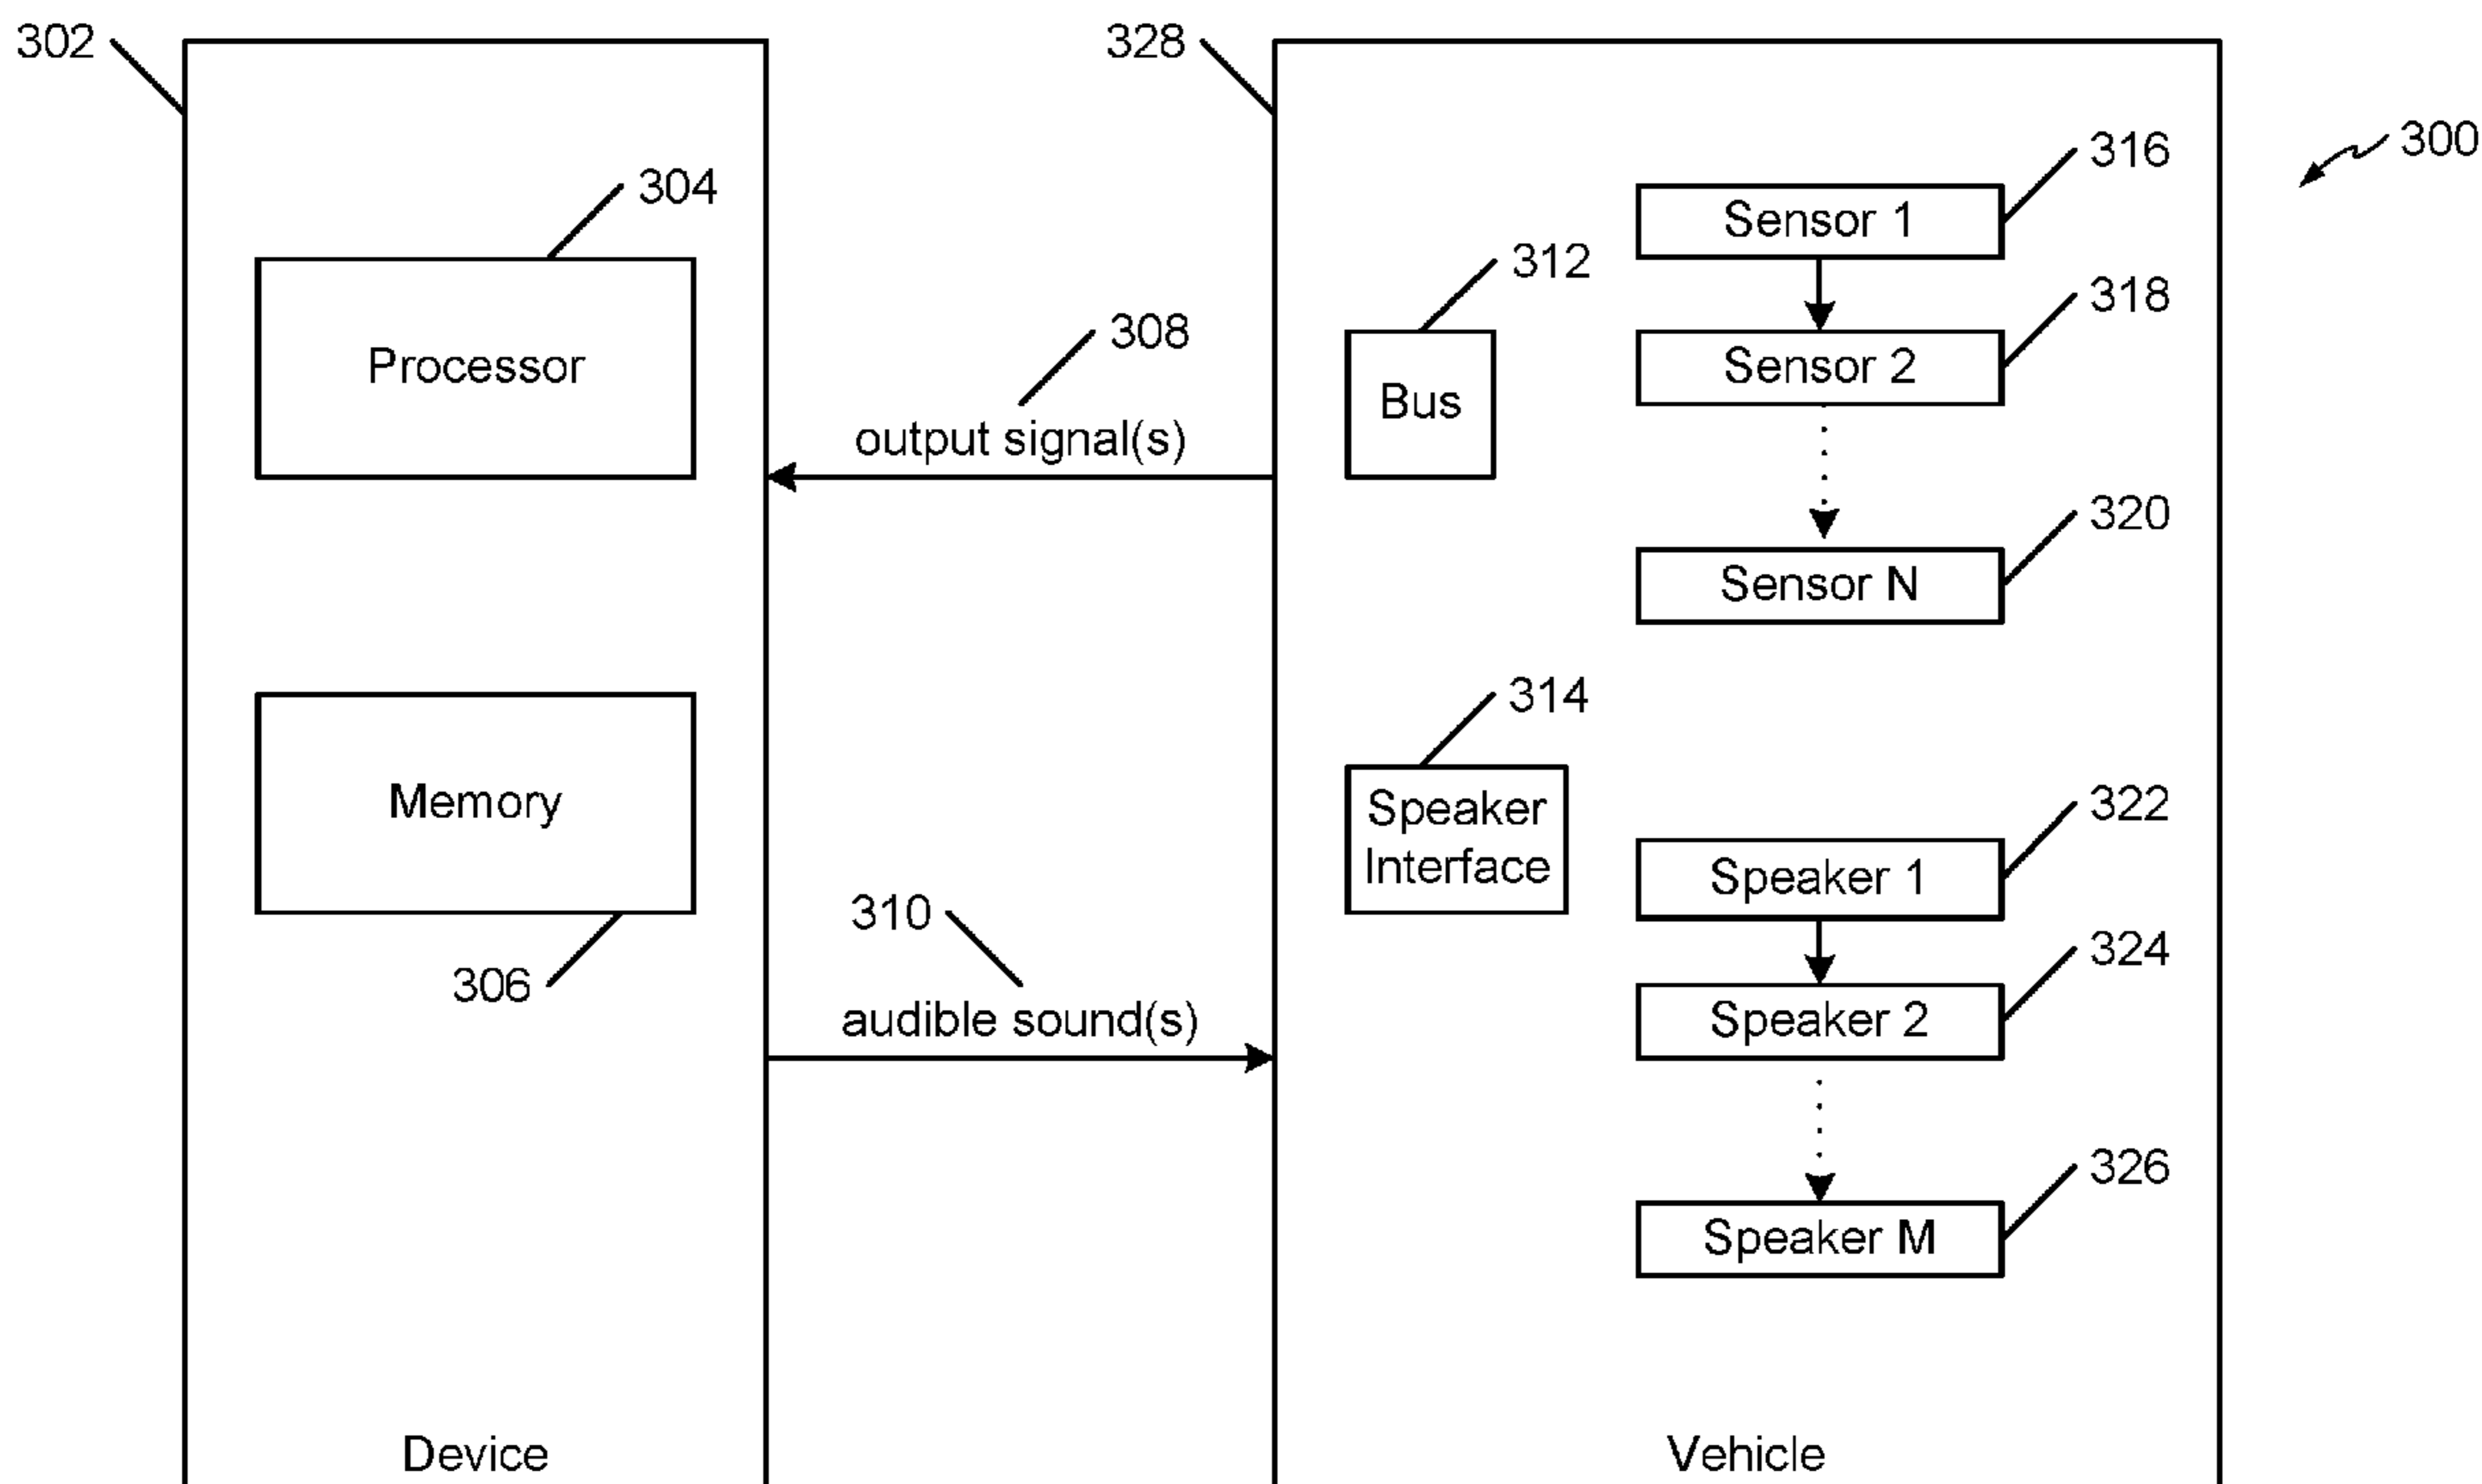 302
304
Processor
Memory
306
Device
308
output signal(s)
310
audible sound(s)
328
312
Bus
314
Speaker
Interface
316
Sensor 1
318
Sensor 2
320
Sensor N
322
Speaker 1
324
Speaker 2
326
Speaker M
Vehicle
300